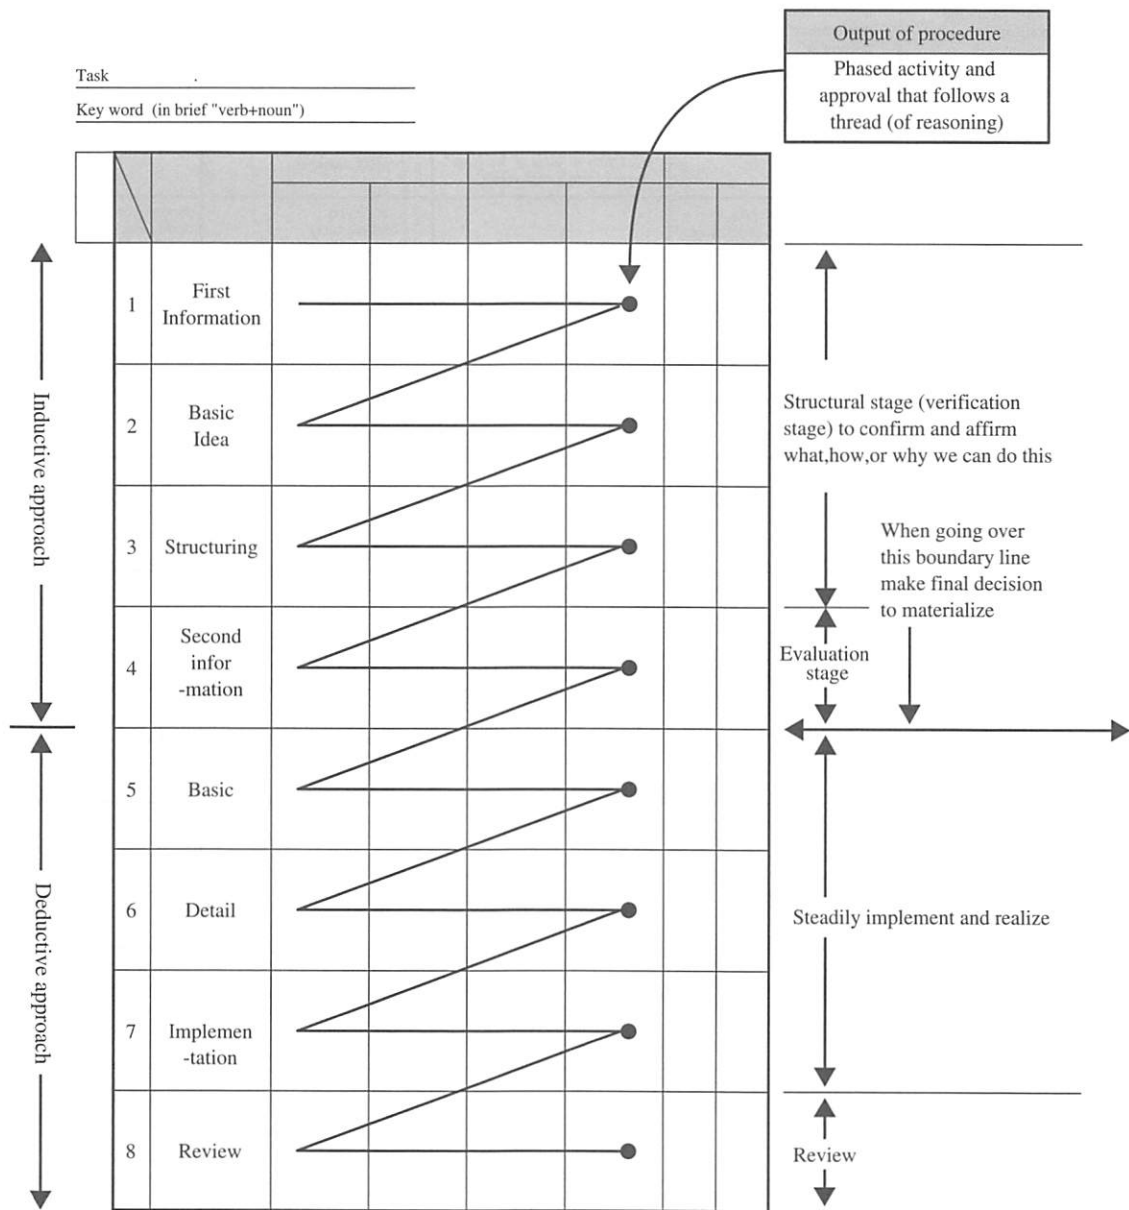 Output of procedure
Phased activity and
approval that follows a
thread (of reasoning)
Task .
Key word (in brief "verb+noun")
Inductive approach
Deductive approach
1
First
Information
2
Basic
Idea
3
Structuring
4
Second
infor
-mation
5
Basic
6
Detail
7
Implemen
-tation
8
Review
Structural stage (verification
stage) to confirm and affirm
what,how,or why we can do this
When going over
this boundary line
make final decision
to materialize
Evaluation
stage
Steadily implement and realize
Review